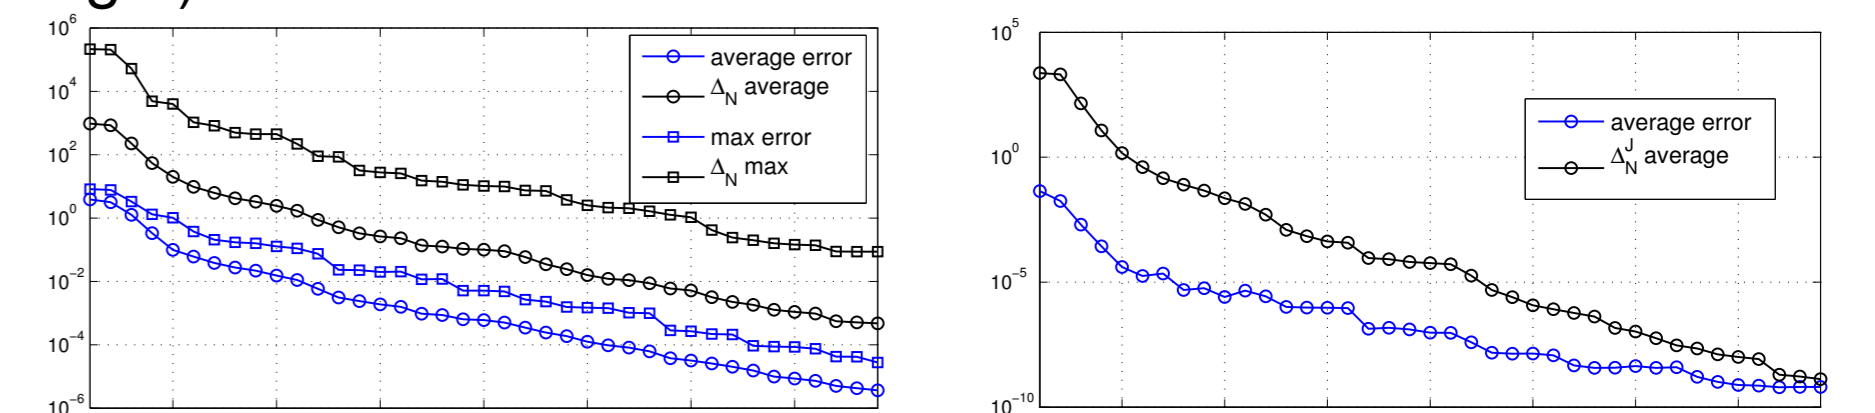 10^6
10^4
10^2
10^0
10^−2
10^−4
10^−6
average error
Δ_N average
max error
Δ_N max
10^5
10^0
10^−5
10^−10
average error
Δ_N^J average